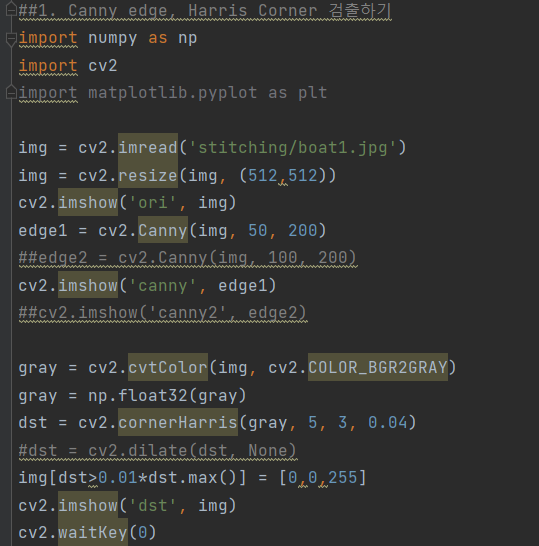 ##1. Canny edge, Harris Corner 검출하기
import numpy as np
import cv2
import matplotlib.pyplot as plt
img = cv2.imread('stitching/boat1.jpg')
img = cv2.resize(img, (512,512))
cv2.imshow('ori', img)
edge1 = cv2.Canny(img, 50, 200)
##edge2 = cv2.Canny(img, 100, 200)
cv2.imshow('canny', edge1)
##cv2.imshow('canny2', edge2)
gray = cv2.cvtColor(img, cv2.COLOR_BGR2GRAY)
gray = np.float32(gray)
dst = cv2.cornerHarris(gray, 5, 3, 0.04)
#dst = cv2.dilate(dst, None)
img[dst>0.01*dst.max()] = [0,0,255]
cv2.imshow('dst', img)
cv2.waitKey(0)